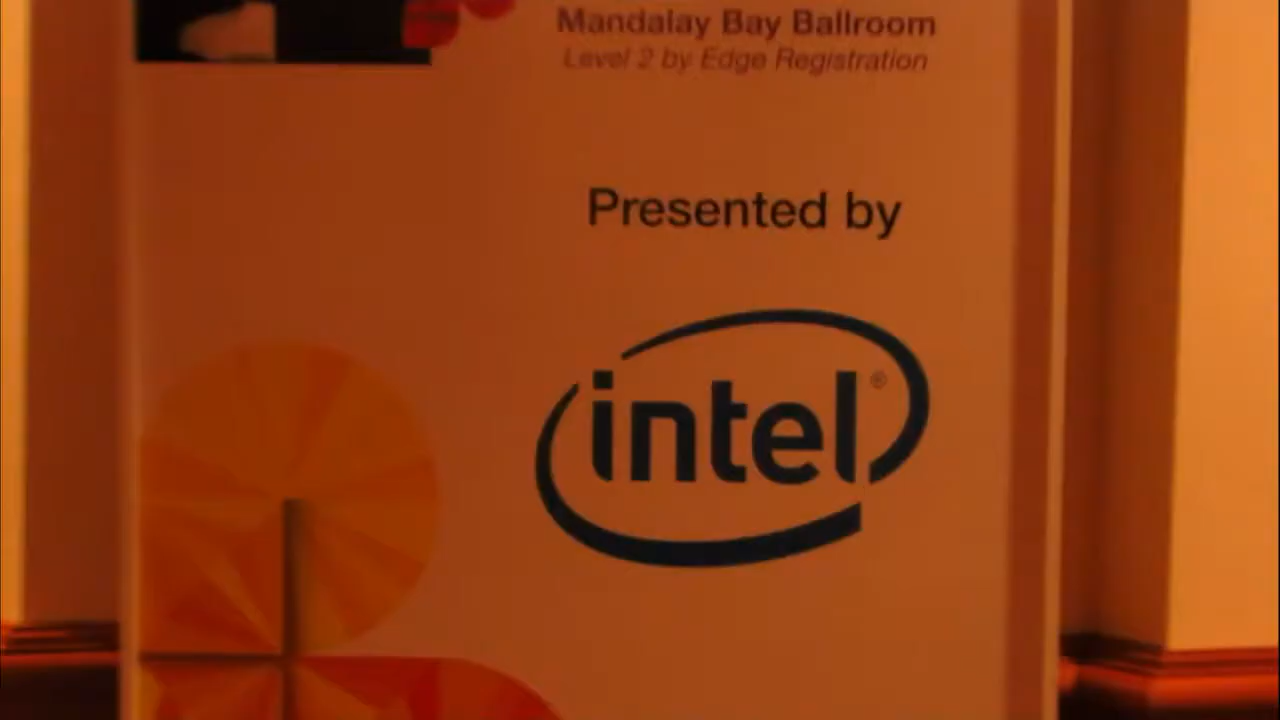 Mandalay Bay Ballroom
Level 2 by Edge Registration
Presented by
intel®